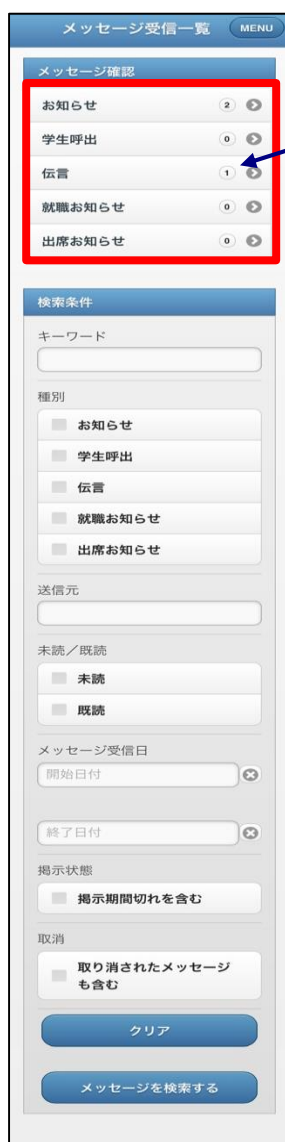 メッセージ受信一覧 MENU
メッセージ確認
お知らせ 2
学生呼出 0
伝言 1
就職お知らせ 0
出席お知らせ 0
検索条件
キーワード
種別
お知らせ
学生呼出
伝言
就職お知らせ
出席お知らせ
送信元
未読／既読
未読
既読
メッセージ受信日
開始日付
終了日付
掲示状態
掲示期間切れを含む
取消
取り消されたメッセージ
も含む
クリア
メッセージを検索する